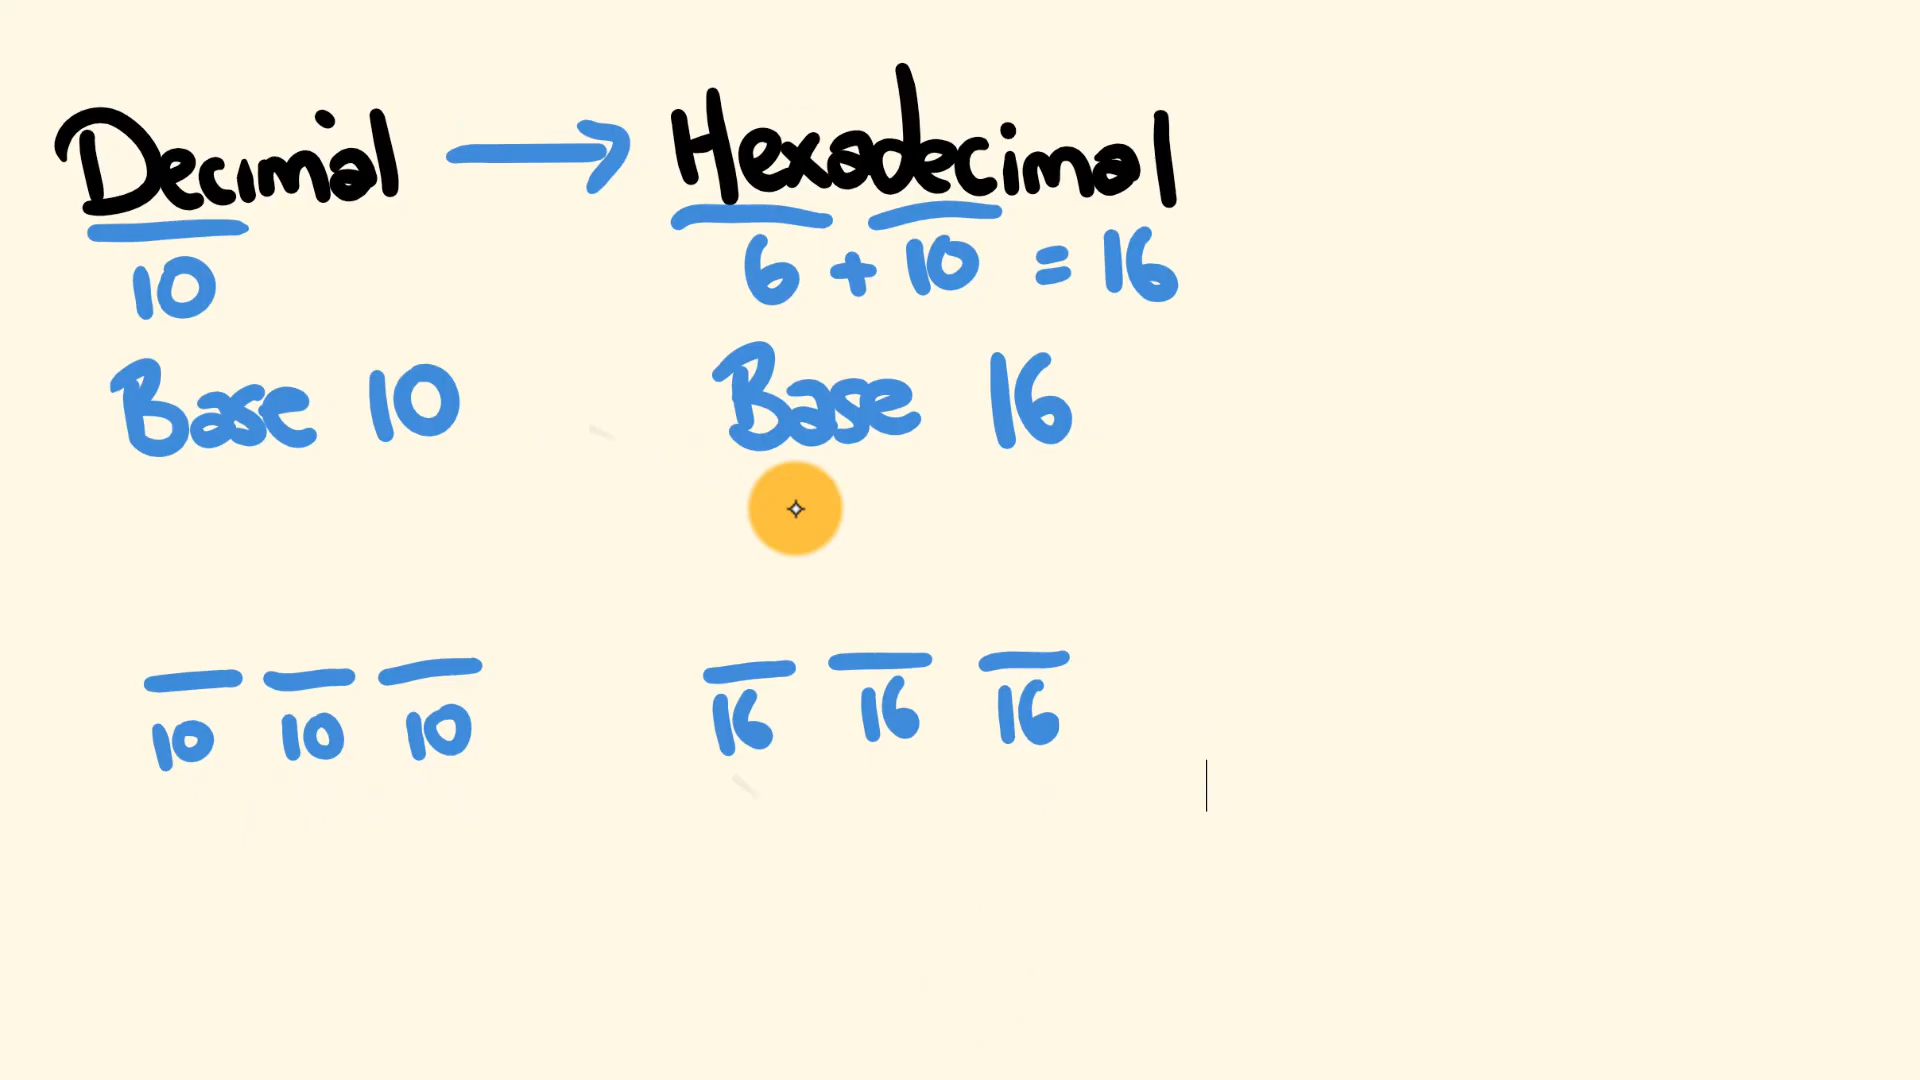 Decimal → Hexadecimal
10 6 + 10 = 16
Base 10 Base 16
10 10 10 16 16 16